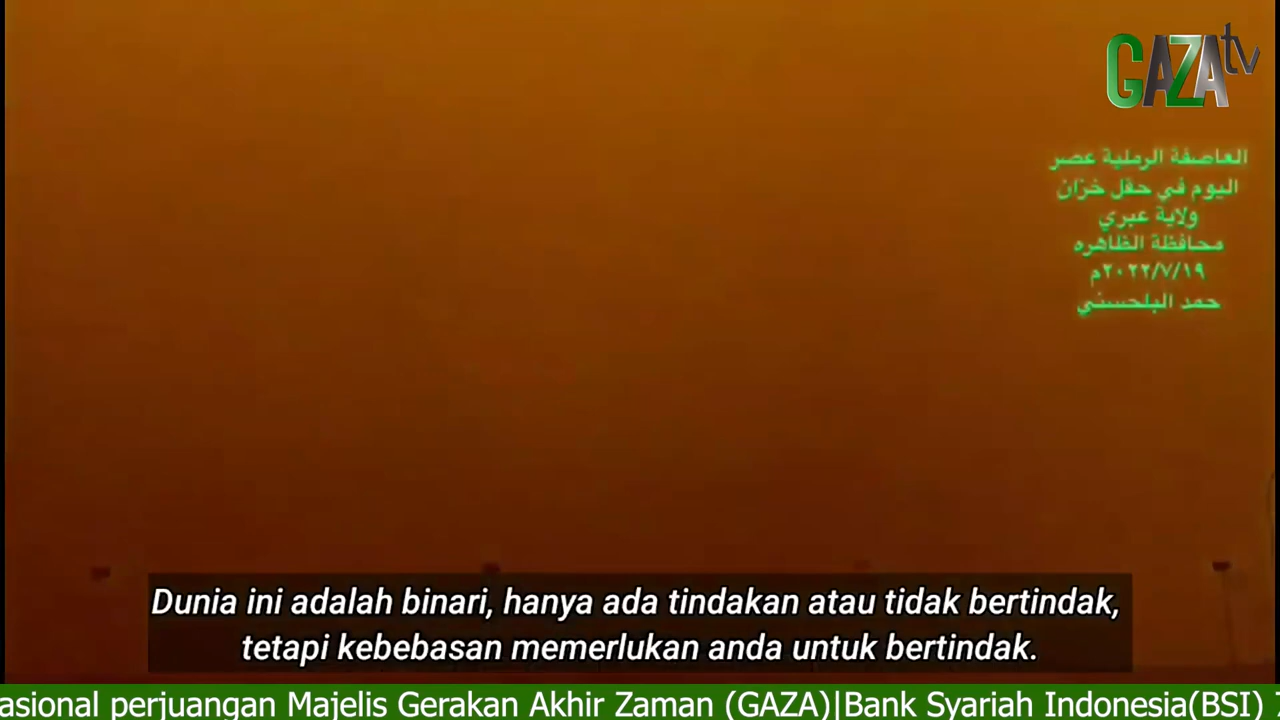 GAZAtv
العاصفة الرملية عصر
اليوم في حقل خزان
ولاية عبري
محافظة الظاهره
٢٠٢٢/٧/١٩م
حمد البلحسني
Dunia ini adalah binari, hanya ada tindakan atau tidak bertindak,
tetapi kebebasan memerlukan anda untuk bertindak.
asional perjuangan Majelis Gerakan Akhir Zaman (GAZA)|Bank Syariah Indonesia(BSI) 7